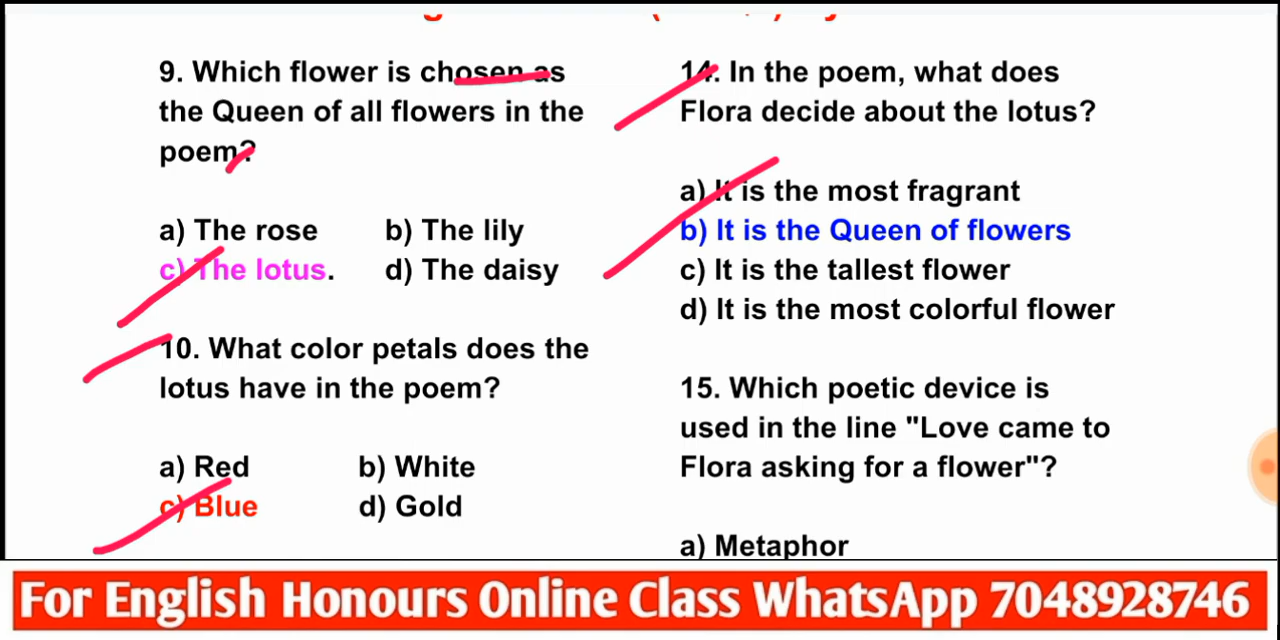 9. Which flower is chosen as
the Queen of all flowers in the
poem?
a) The rose b) The lily
c) The lotus. d) The daisy
10. What color petals does the
lotus have in the poem?
a) Red b) White
c) Blue d) Gold
14. In the poem, what does
Flora decide about the lotus?
a) It is the most fragrant
b) It is the Queen of flowers
c) It is the tallest flower
d) It is the most colorful flower
15. Which poetic device is
used in the line "Love came to
Flora asking for a flower"?
a) Metaphor
For English Honours Online Class WhatsApp 7048928746